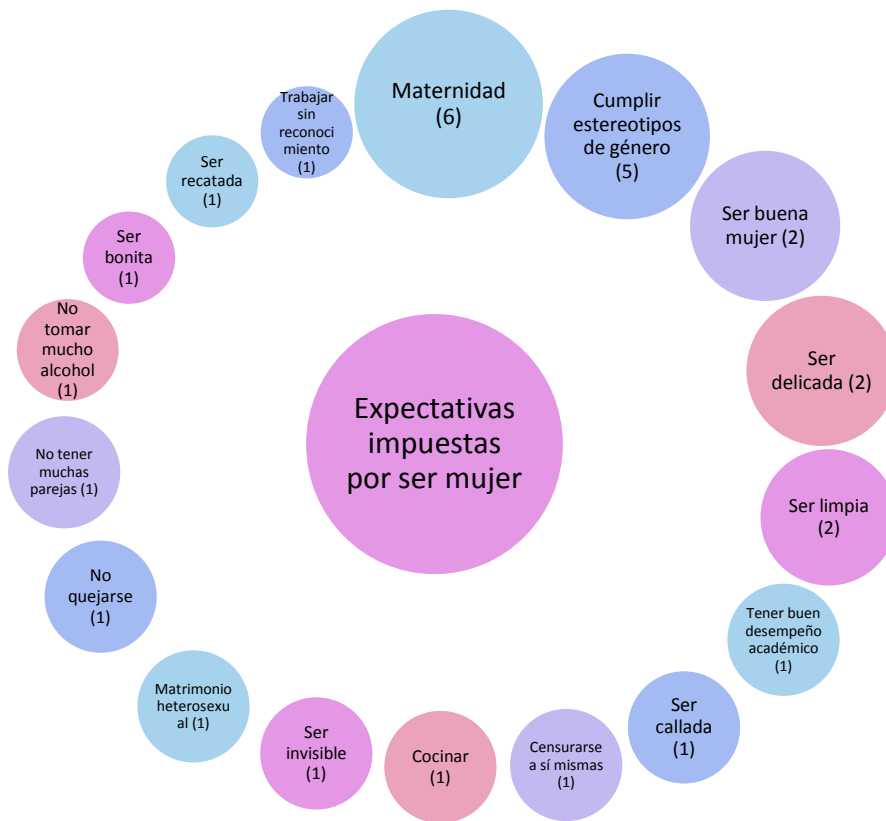 Maternidad
(6)
Cumplir
estereotipos
de género
(5)
Ser buena
mujer (2)
Ser
delicada (2)
Ser limpia
(2)
Tener buen
desempeño
académico
(1)
Ser
callada
(1)
Censurarse
a sí mismas
(1)
Cocinar
(1)
Ser
invisible
(1)
Matrimonio
heterosexu
al (1)
No
quejarse
(1)
No tener
muchas
parejas (1)
No
tomar
mucho
alcohol
(1)
Ser
bonita
(1)
Ser
recatada
(1)
Trabajar
sin
reconoci
miento
(1)
Expectativas
impuestas
por ser mujer